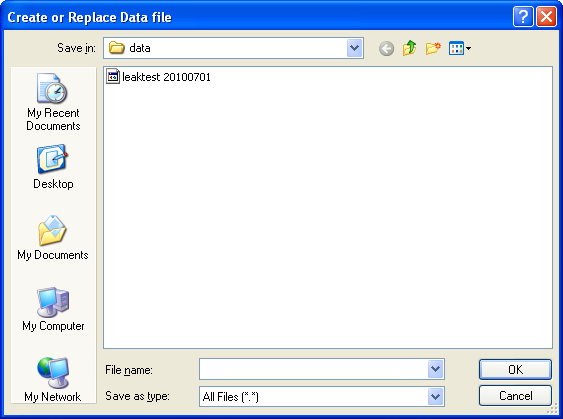 Create or Replace Data file
Save in: data
leaktest 20100701
My Recent
Documents
Desktop
My Documents
My Computer
My Network
File name:
OK
Save as type: All Files (*.*)
Cancel